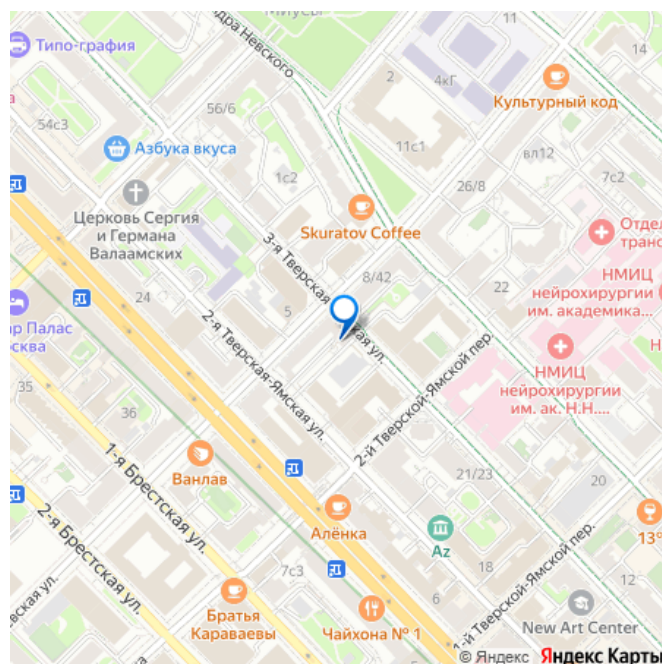 Миусы
Типо-графия
11
ндра Невского
2
4кГ
14
Культурный код
56/6
54с3
11с1
Азбука вкуса
вл12
7с2
1с2
26/8
Церковь Сергия
и Германа
Валаамских
Skuratov Coffee
Отдел
транс
3-я Тверская-Ямская ул.
8/42
НМИЦ
нейрохирургии
им. академика...
22
24
5
ар Палас
сква
2-я Тверская-Ямская ул.
2-й Тверской-Ямской пер.
НМИЦ
нейрохирургии
им. ак. Н.Н....
35
36
1-я Брестская ул.
Ванлав
21/23
20
2-я Брестская ул.
Алёнка
Az
13°
7с3
18
1-й Тверской-Ямской пер.
12
вская ул.
6
Братья
Караваевы
Чайхона № 1
New Art Center
© Яндекс Яндекс Карты